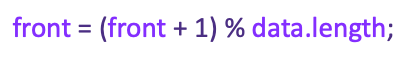 front = (front + 1) % data.length;